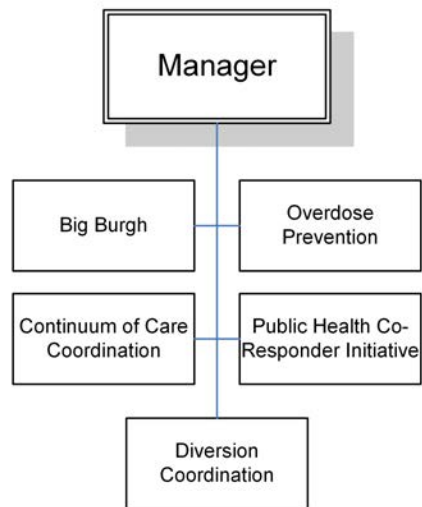 Manager
Big Burgh
Overdose
Prevention
Continuum of Care
Coordination
Public Health Co-
Responder Initiative
Diversion
Coordination